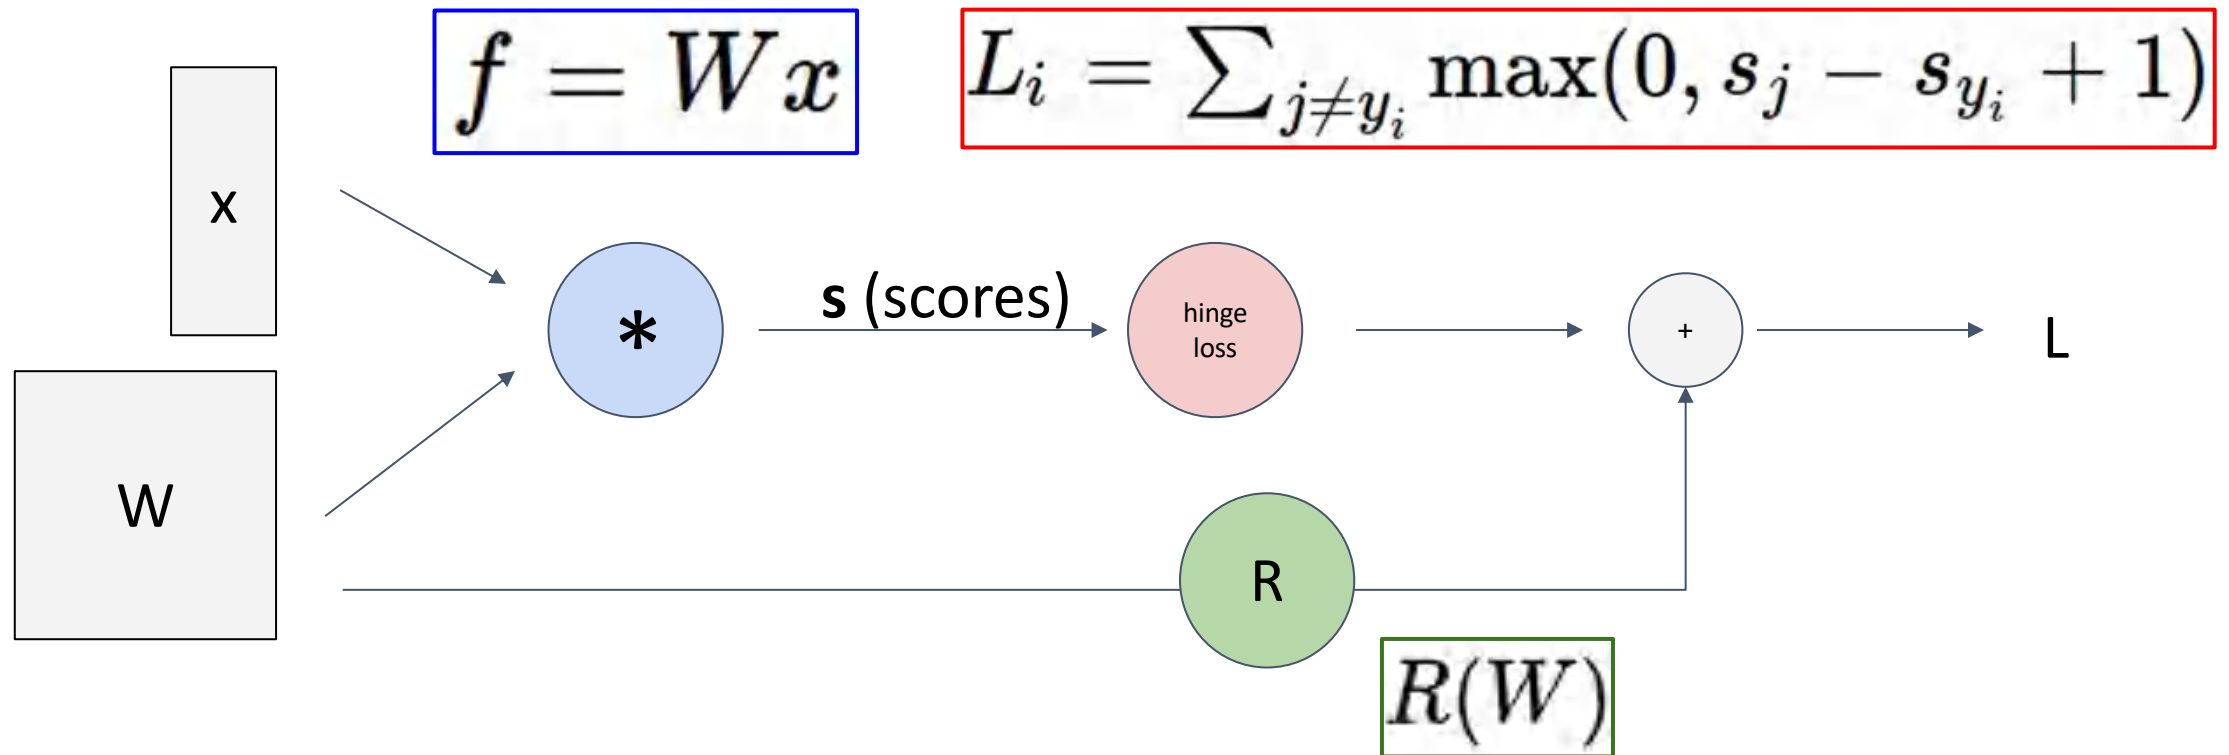 f = Wx
L_i = ∑_{j≠y_i} max(0, s_j − s_{y_i} + 1)
x
*
s (scores)
hinge
loss
+
L
W
R
R(W)